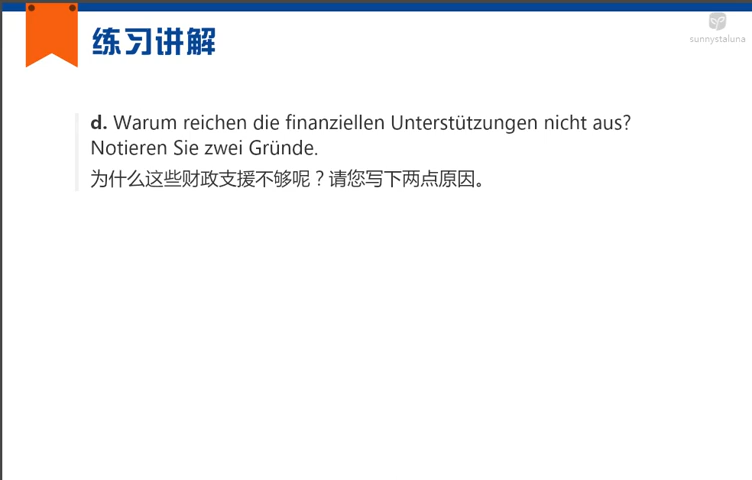 练习讲解
sunnystaluna
d. Warum reichen die finanziellen Unterstützungen nicht aus?
Notieren Sie zwei Gründe.
为什么这些财政支援不够呢？请您写下两点原因。